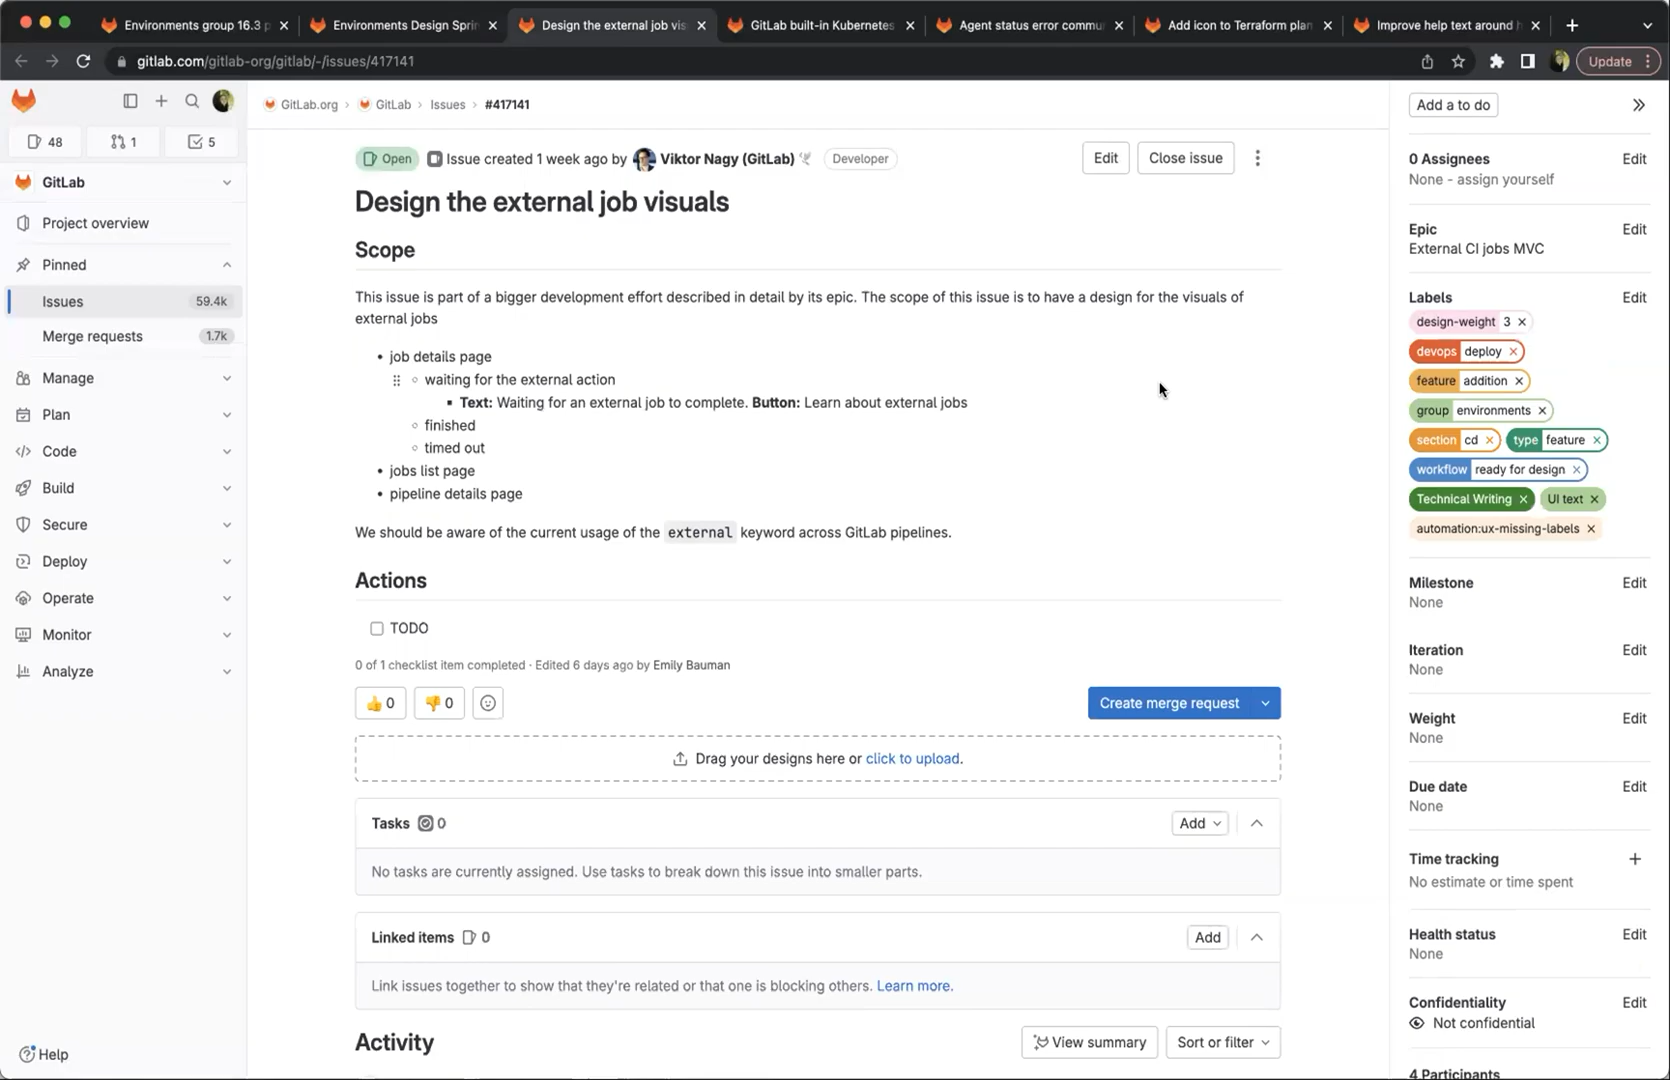 Environments group 16.3 p
Environments Design Sprin
Design the external job vis
GitLab built-in Kubernetes
Agent status error commu
Add icon to Terraform plan
Improve help text around h
gitlab.com/gitlab-org/gitlab/-/issues/417141
Update
48
1
5
GitLab
Project overview
Pinned
Issues 59.4k
Merge requests 1.7k
Manage
Plan
Code
Build
Secure
Deploy
Operate
Monitor
Analyze
Help
GitLab.org › GitLab › Issues › #417141
Open Issue created 1 week ago by Viktor Nagy (GitLab) Developer
Edit
Close issue
Design the external job visuals
Scope
This issue is part of a bigger development effort described in detail by its epic. The scope of this issue is to have a design for the visuals of
external jobs
• job details page
waiting for the external action
Text: Waiting for an external job to complete. Button: Learn about external jobs
finished
timed out
• jobs list page
• pipeline details page
We should be aware of the current usage of the external keyword across GitLab pipelines.
Actions
TODO
0 of 1 checklist item completed · Edited 6 days ago by Emily Bauman
0
0
Create merge request
Drag your designs here or click to upload.
Tasks 0
Add
No tasks are currently assigned. Use tasks to break down this issue into smaller parts.
Linked items 0
Add
Link issues together to show that they're related or that one is blocking others. Learn more.
Activity
View summary
Sort or filter
Add a to do
0 Assignees Edit
None - assign yourself
Epic Edit
External CI jobs MVC
Labels Edit
design-weight 3
devops deploy
feature addition
group environments
section cd type feature
workflow ready for design
Technical Writing UI text
automation:ux-missing-labels
Milestone Edit
None
Iteration Edit
None
Weight Edit
None
Due date Edit
None
Time tracking
No estimate or time spent
Health status Edit
None
Confidentiality Edit
Not confidential
4 Participants